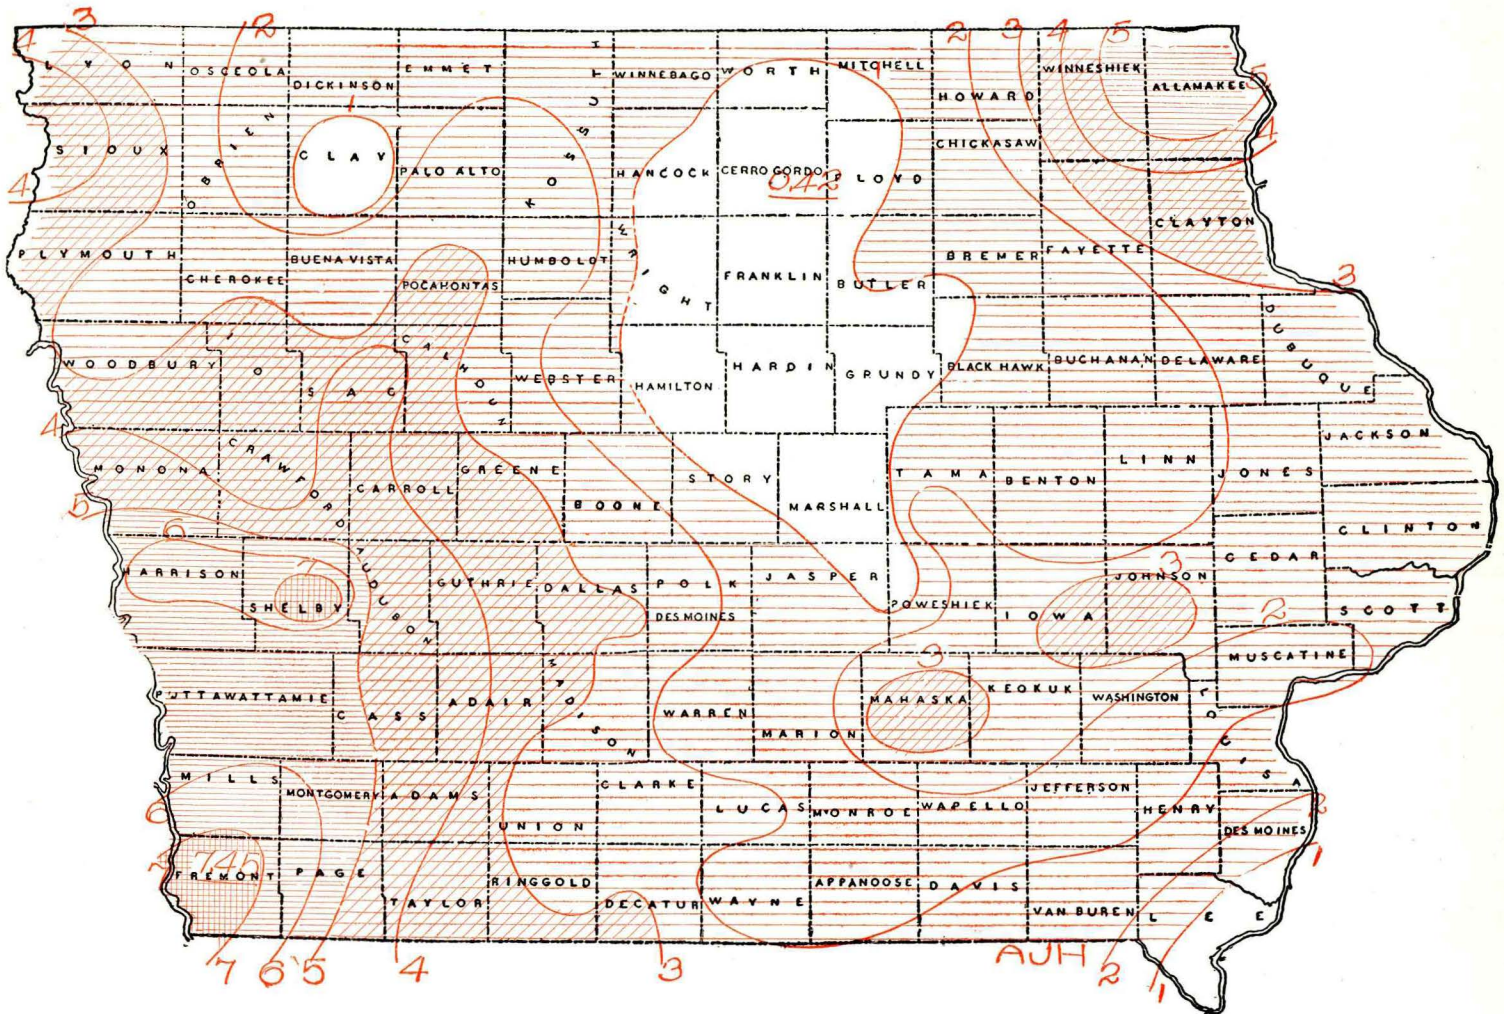 3 2 2 3 4 5
4
LYON OSCEOLA DICKINSON EMMET KOSSUTH WINNEBAGO WORTH MITCHELL HOWARD WINNESHIEK ALLAMAKEE
1 1 5
4
SIOUX O'BRIEN CLAY PALO ALTO HANCOCK CERRO GORDO FLOYD CHICKASAW
4 0.42
PLYMOUTH CHEROKEE BUENA VISTA POCAHONTAS HUMBOLDT WRIGHT FRANKLIN BUTLER BREMER FAYETTE CLAYTON
3
WOODBURY IDA SAC CALHOUN WEBSTER HAMILTON HARDIN GRUNDY BLACK HAWK BUCHANAN DELAWARE DUBUQUE
4
MONONA CRAWFORD CARROLL GREENE BOONE STORY MARSHALL TAMA BENTON LINN JONES JACKSON
5
CLINTON
6
HARRISON SHELBY AUDUBON GUTHRIE DALLAS POLK JASPER POWESHIEK IOWA JOHNSON CEDAR SCOTT
7 3
DES MOINES
2
MUSCATINE
3
POTTAWATTAMIE CASS ADAIR MADISON WARREN MARION MAHASKA KEOKUK WASHINGTON LOUISA
MILLS MONTGOMERY ADAMS UNION CLARKE LUCAS MONROE WAPELLO JEFFERSON HENRY DES MOINES
6 2
7 7.45 1
FREMONT PAGE TAYLOR RINGGOLD DECATUR WAYNE APPANOOSE DAVIS VAN BUREN LEE
7 6 5 4 3 AJH 2 1